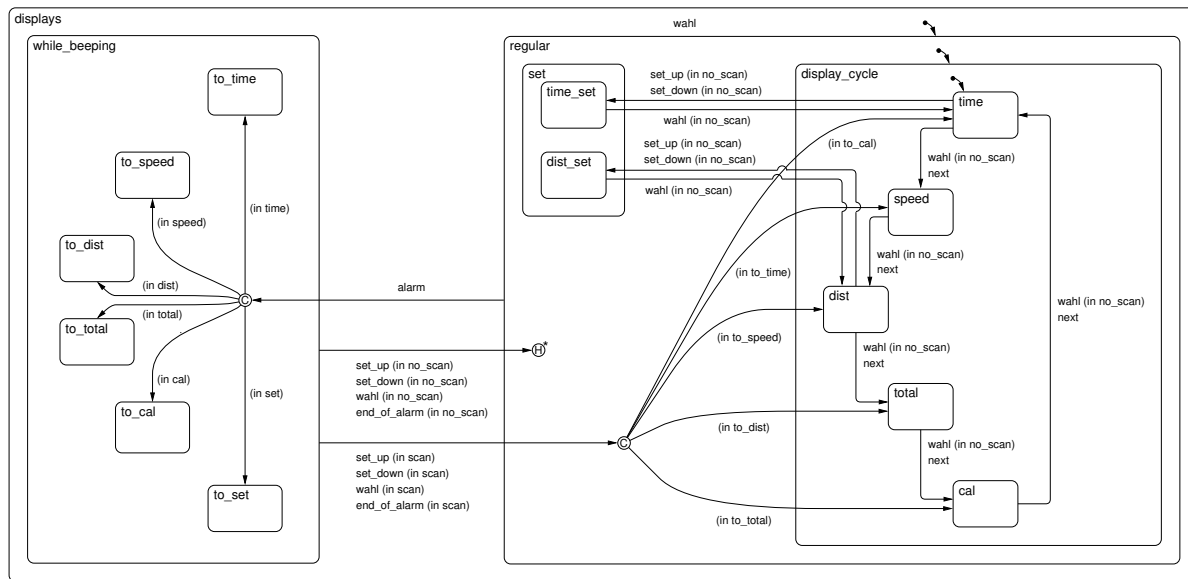 displays
wahl
while_beeping
regular
to_time
set
display_cycle
set_up (in no_scan)
set_down (in no_scan)
time_set
time
wahl (in no_scan)
(in to_cal)
set_up (in no_scan)
set_down (in no_scan)
to_speed
dist_set
wahl (in no_scan)
next
wahl (in no_scan)
speed
(in time)
(in speed)
to_dist
wahl (in no_scan)
next
(in to_time)
(in dist)
alarm
C
dist
wahl (in no_scan)
next
(in total)
to_total
(in to_speed)
H*
wahl (in no_scan)
next
set_up (in no_scan)
set_down (in no_scan)
wahl (in no_scan)
end_of_alarm (in no_scan)
(in cal)
(in set)
total
to_cal
(in to_dist)
C
wahl (in no_scan)
next
set_up (in scan)
set_down (in scan)
wahl (in scan)
end_of_alarm (in scan)
to_set
cal
(in to_total)